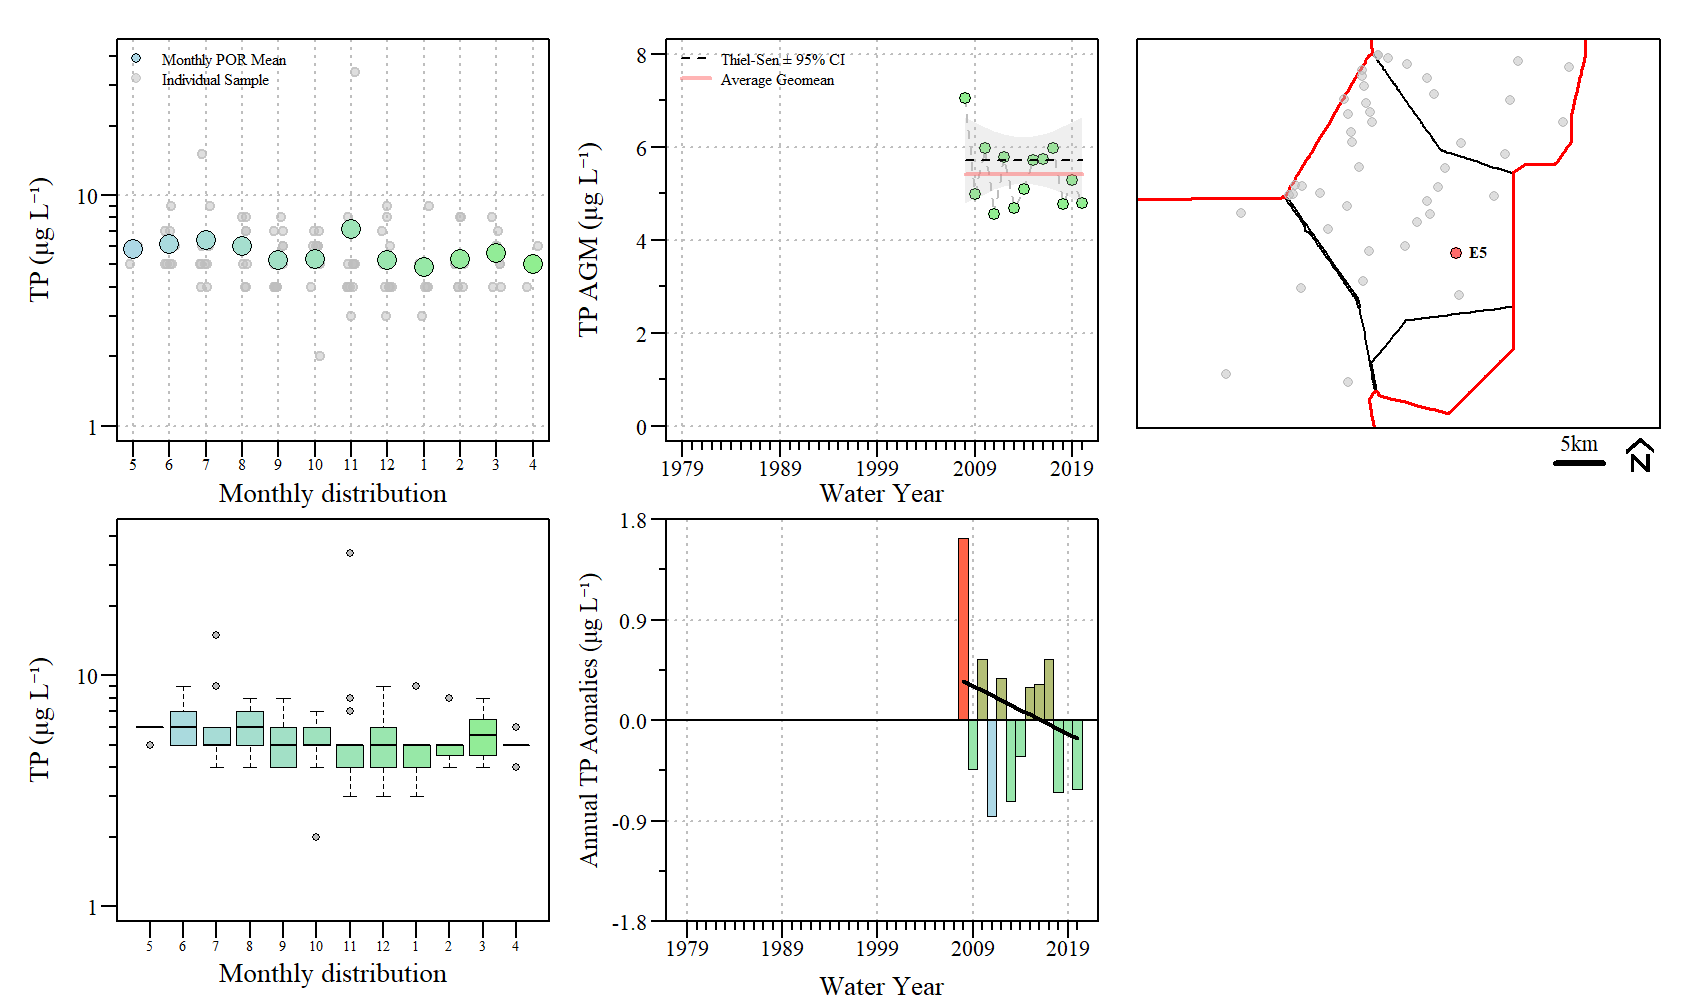 Monthly POR Mean
Individual Sample
TP (µg L⁻¹)
10
1
5 6 7 8 9 10 11 12 1 2 3 4
Monthly distribution
Thiel-Sen ± 95% CI
Average Geomean
TP AGM (µg L⁻¹)
8
6
4
2
0
1979 1989 1999 2009 2019
Water Year
E5
5km
N
TP (µg L⁻¹)
10
1
5 6 7 8 9 10 11 12 1 2 3 4
Monthly distribution
Annual TP Aomalies (µg L⁻¹)
1.8
0.9
0.0
-0.9
-1.8
1979 1989 1999 2009 2019
Water Year